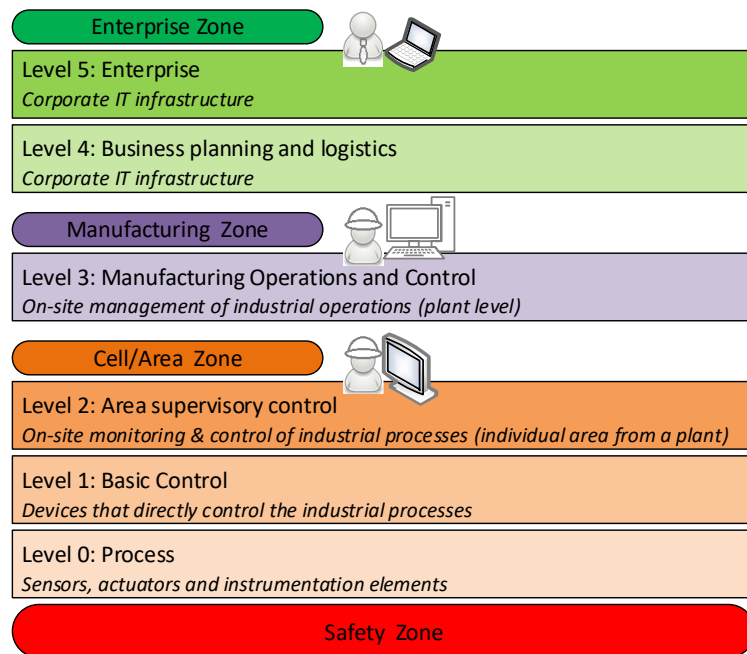 Enterprise Zone
Level 5: Enterprise
Corporate IT infrastructure
Level 4: Business planning and logistics
Corporate IT infrastructure
Manufacturing Zone
Level 3: Manufacturing Operations and Control
On-site management of industrial operations (plant level)
Cell/Area Zone
Level 2: Area supervisory control
On-site monitoring & control of industrial processes (individual area from a plant)
Level 1: Basic Control
Devices that directly control the industrial processes
Level 0: Process
Sensors, actuators and instrumentation elements
Safety Zone